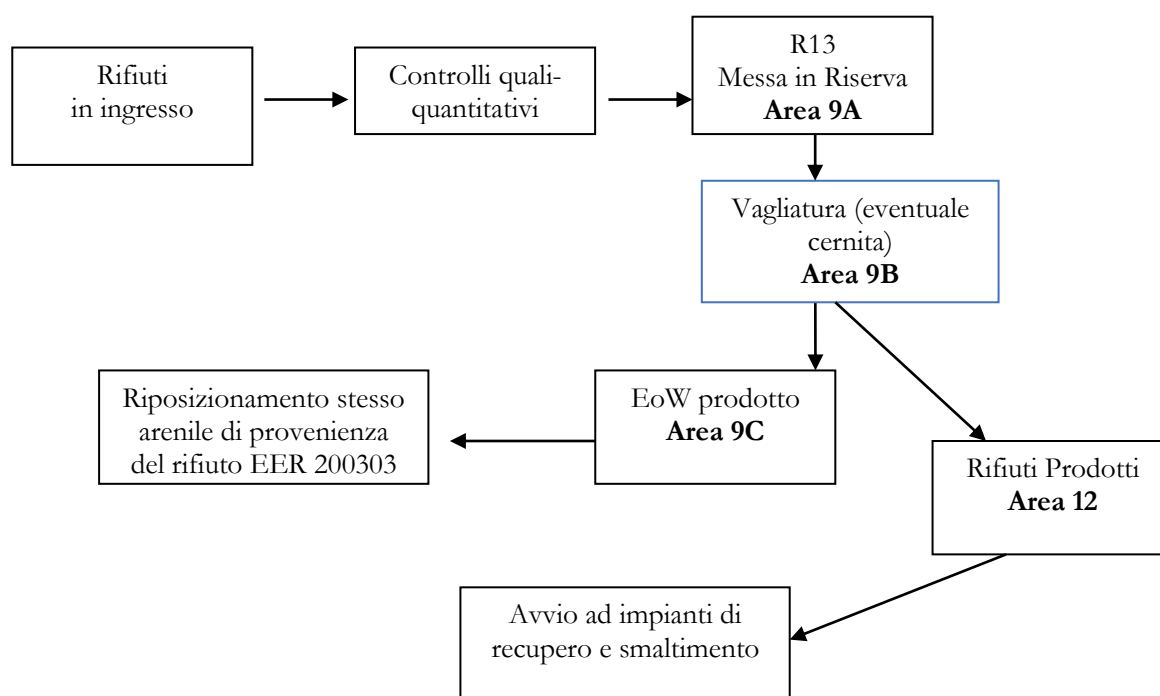 Rifiuti
in ingresso
Controlli quali-
quantitativi
R13
Messa in Riserva
Area 9A
Vagliatura (eventuale
cernita)
Area 9B
EoW prodotto
Area 9C
Riposizionamento stesso
arenile di provenienza
del rifiuto EER 200303
Rifiuti Prodotti
Area 12
Avvio ad impianti di
recupero e smaltimento